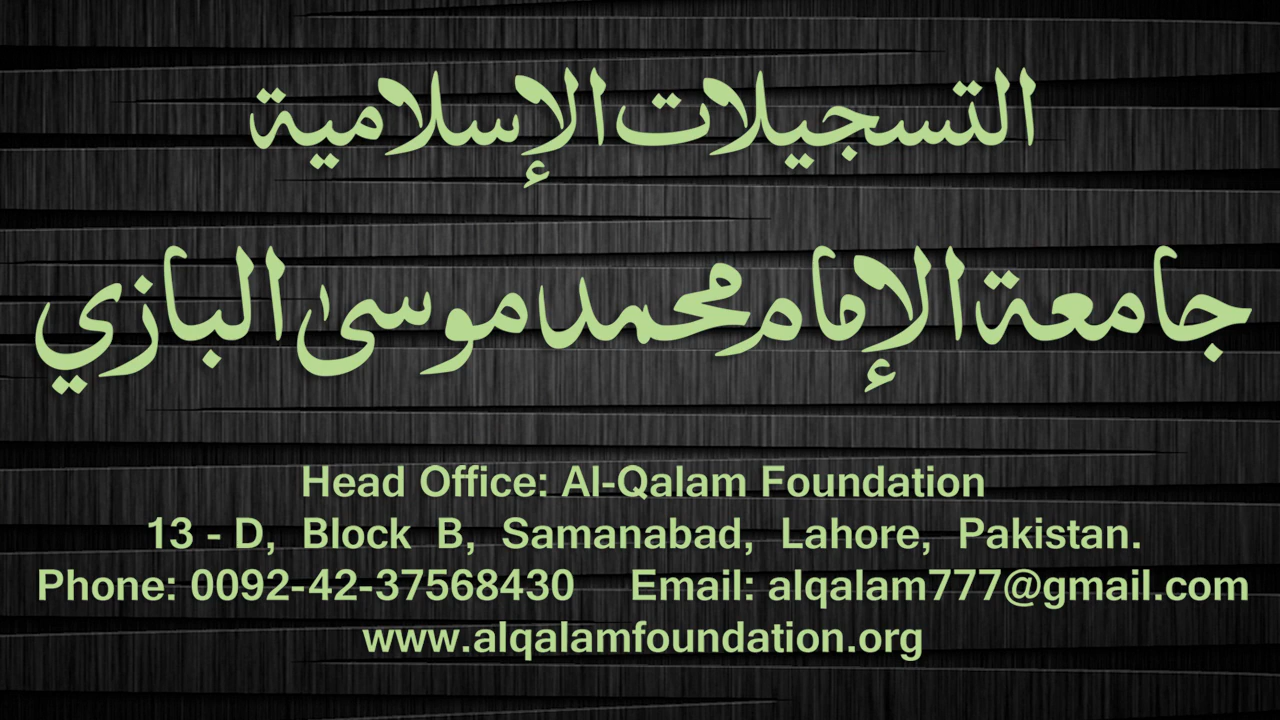 التسجيلات الإسلامية
جامعة الإمام محمد موسىٰ البازي
Head Office: Al-Qalam Foundation
13 - D, Block B, Samanabad, Lahore, Pakistan.
Phone: 0092-42-37568430 Email: alqalam777@gmail.com
www.alqalamfoundation.org